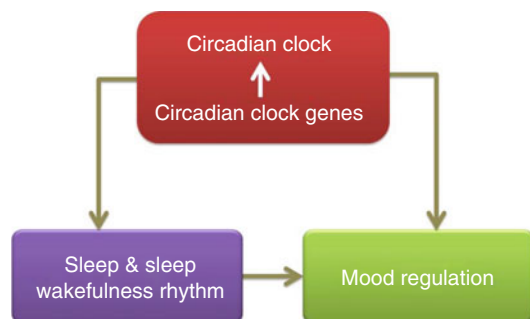 Circadian clock
Circadian clock genes
Sleep & sleep
wakefulness rhythm
Mood regulation